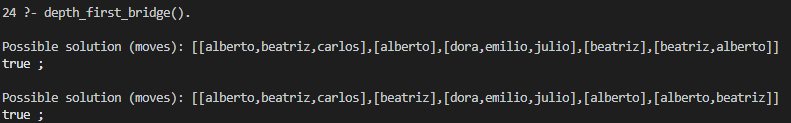 24 ?- depth_first_bridge().
Possible solution (moves): [[alberto,beatriz,carlos],[alberto],[dora,emilio,julio],[beatriz],[beatriz,alberto]]
true ;
Possible solution (moves): [[alberto,beatriz,carlos],[beatriz],[dora,emilio,julio],[alberto],[alberto,beatriz]]
true ;